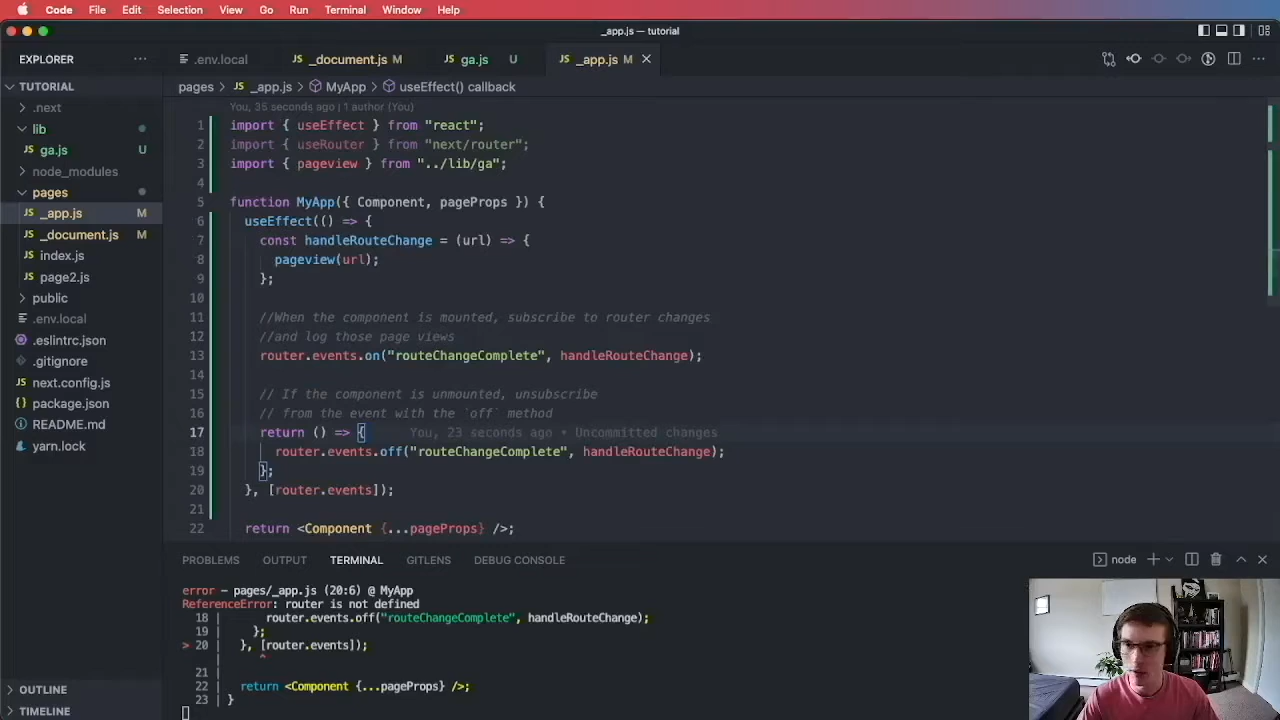 Code File Edit Selection View Go Run Terminal Window Help
_app.js — tutorial
EXPLORER
.env.local
_document.js M
ga.js U
_app.js M
TUTORIAL
.next
lib
ga.js U
node_modules
pages
_app.js M
_document.js M
index.js
page2.js
public
.env.local
.eslintrc.json
.gitignore
next.config.js
package.json
README.md
yarn.lock
OUTLINE
TIMELINE
pages > _app.js > MyApp > useEffect() callback
You, 35 seconds ago | 1 author (You)
1 import { useEffect } from "react";
2 import { useRouter } from "next/router";
3 import { pageview } from "../lib/ga";
4
5 function MyApp({ Component, pageProps }) {
6 useEffect(() => {
7 const handleRouteChange = (url) => {
8 pageview(url);
9 };
10
11 //When the component is mounted, subscribe to router changes
12 //and log those page views
13 router.events.on("routeChangeComplete", handleRouteChange);
14
15 // If the component is unmounted, unsubscribe
16 // from the event with the `off` method
17 return () => { You, 23 seconds ago • Uncommitted changes
18 router.events.off("routeChangeComplete", handleRouteChange);
19 };
20 }, [router.events]);
21
22 return <Component {...pageProps} />;
PROBLEMS OUTPUT TERMINAL GITLENS DEBUG CONSOLE
node
error - pages/_app.js (20:6) @ MyApp
ReferenceError: router is not defined
18 | router.events.off("routeChangeComplete", handleRouteChange);
19 | };
> 20 | }, [router.events]);
| ^
21 |
22 | return <Component {...pageProps} />;
23 | }